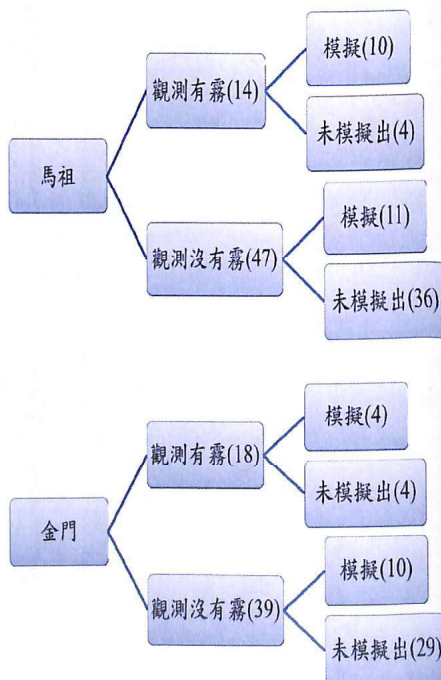 馬祖
觀測有霧(14)
模擬(10)
未模擬出(4)
觀測沒有霧(47)
模擬(11)
未模擬出(36)
金門
觀測有霧(18)
模擬(4)
未模擬出(4)
觀測沒有霧(39)
模擬(10)
未模擬出(29)